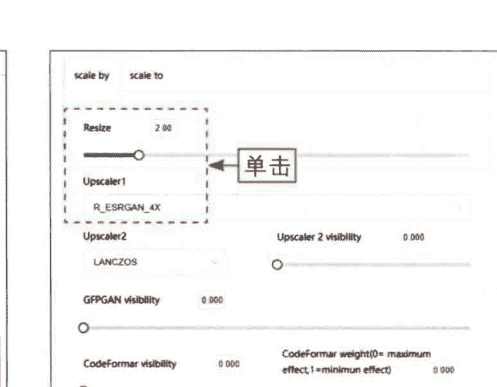 scale by scale to
Resize 2.00
单击
Upscaler1
R_ESRGAN_4X
Upscaler2 Upscaler 2 visibility 0.000
LANCZOS
GFPGAN visibility 0.000
CodeFormar weight(0= maximum
CodeFormar visibility 0.000 effect,1=minimun effect) 0.000